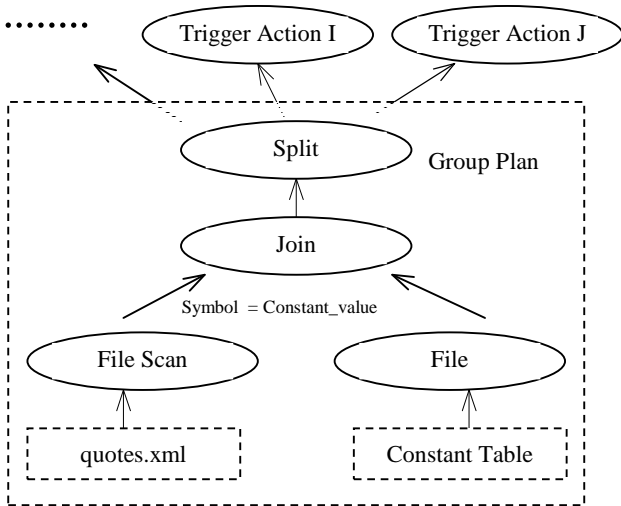 ........
Trigger Action I
Trigger Action J
Split
Group Plan
Join
Symbol = Constant_value
File Scan
File
quotes.xml
Constant Table